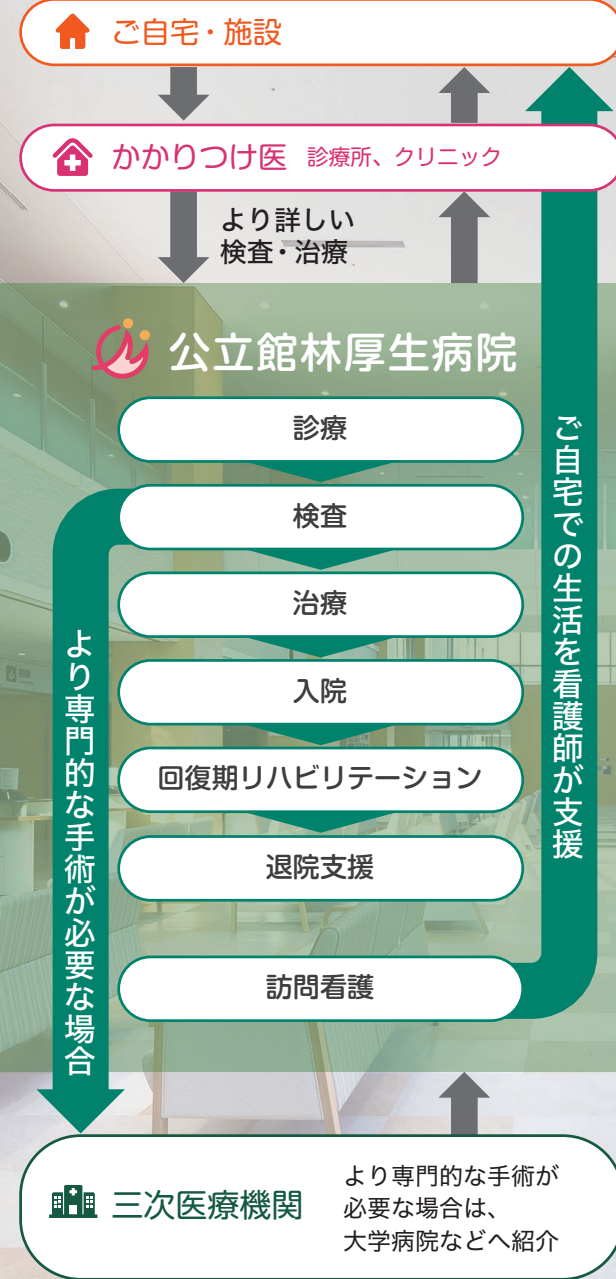 ご自宅・施設
かかりつけ医 診療所、クリニック
より詳しい
検査・治療
公立館林厚生病院
診療
検査
治療
入院
回復期リハビリテーション
退院支援
訪問看護
より専門的な手術が必要な場合
ご自宅での生活を看護師が支援
三次医療機関
より専門的な手術が
必要な場合は、
大学病院などへ紹介